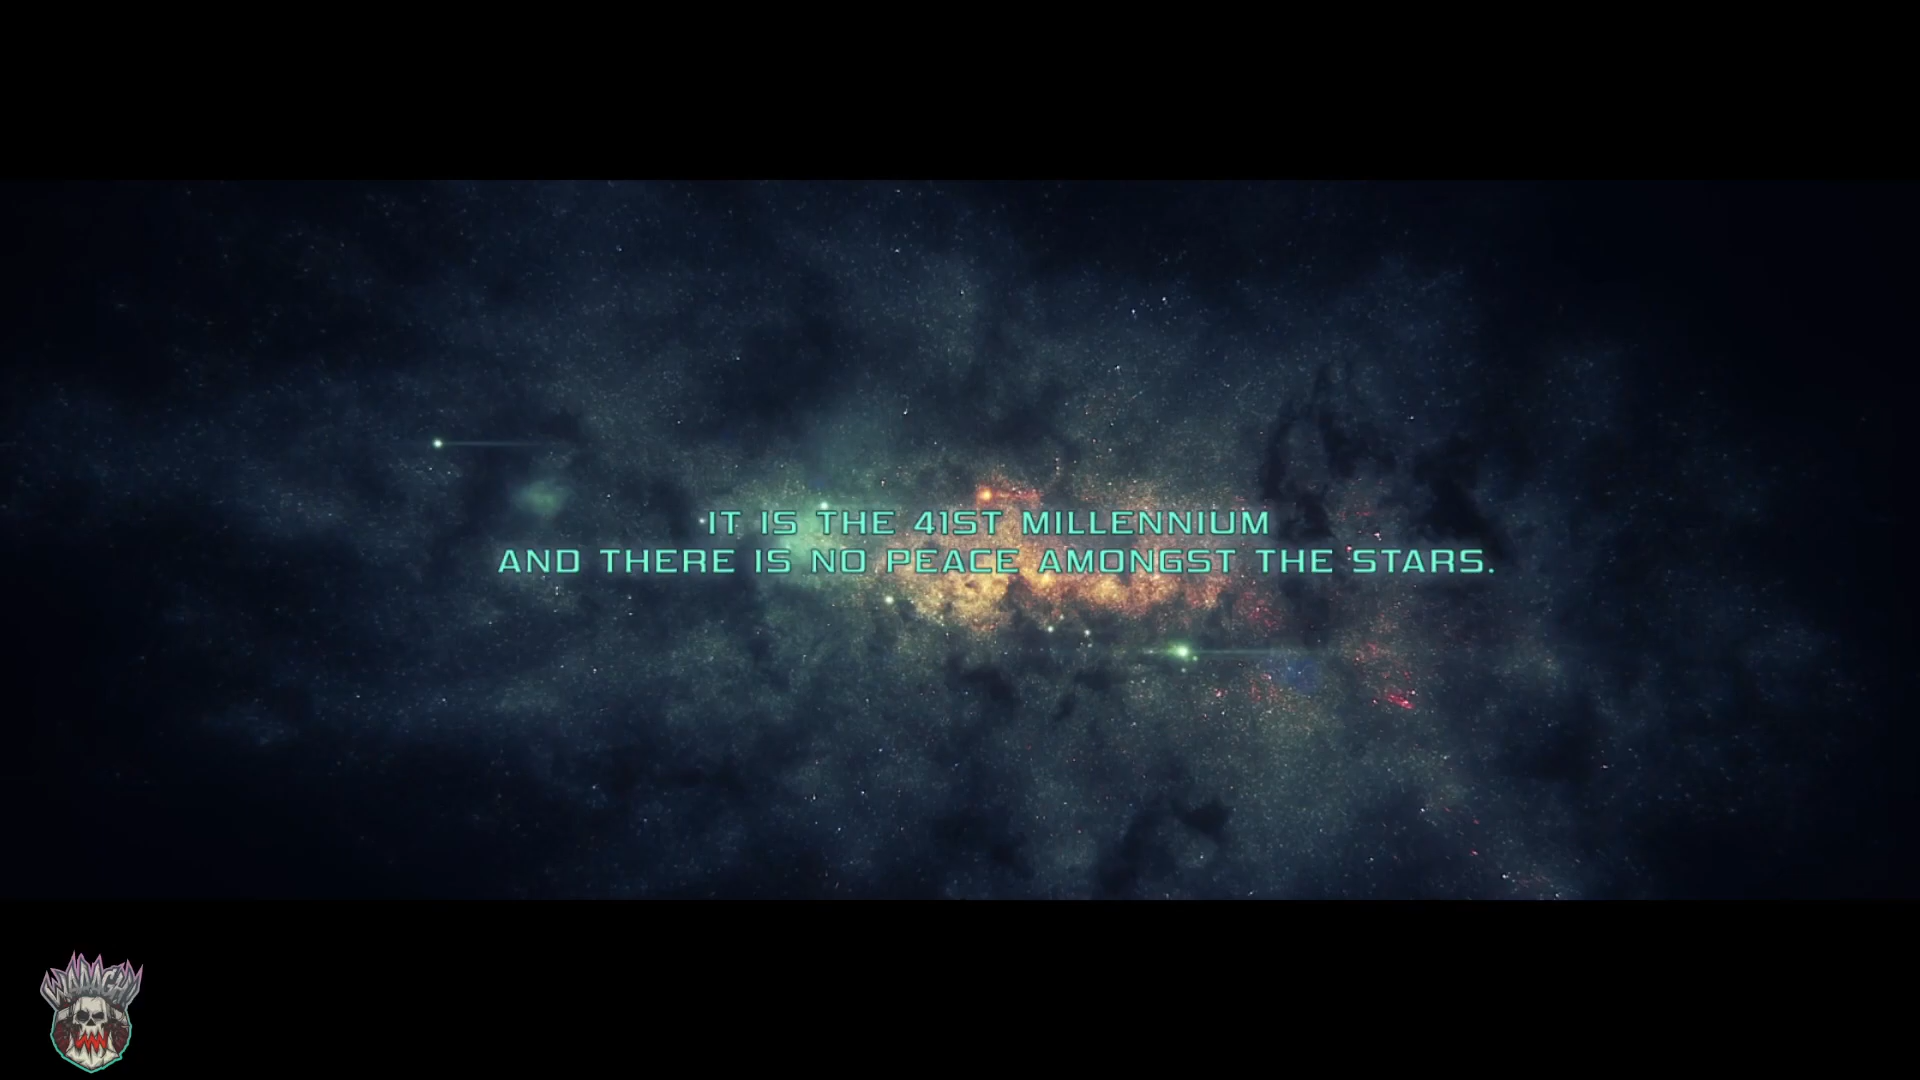 IT IS THE 41ST MILLENNIUM
AND THERE IS NO PEACE AMONGST THE STARS.